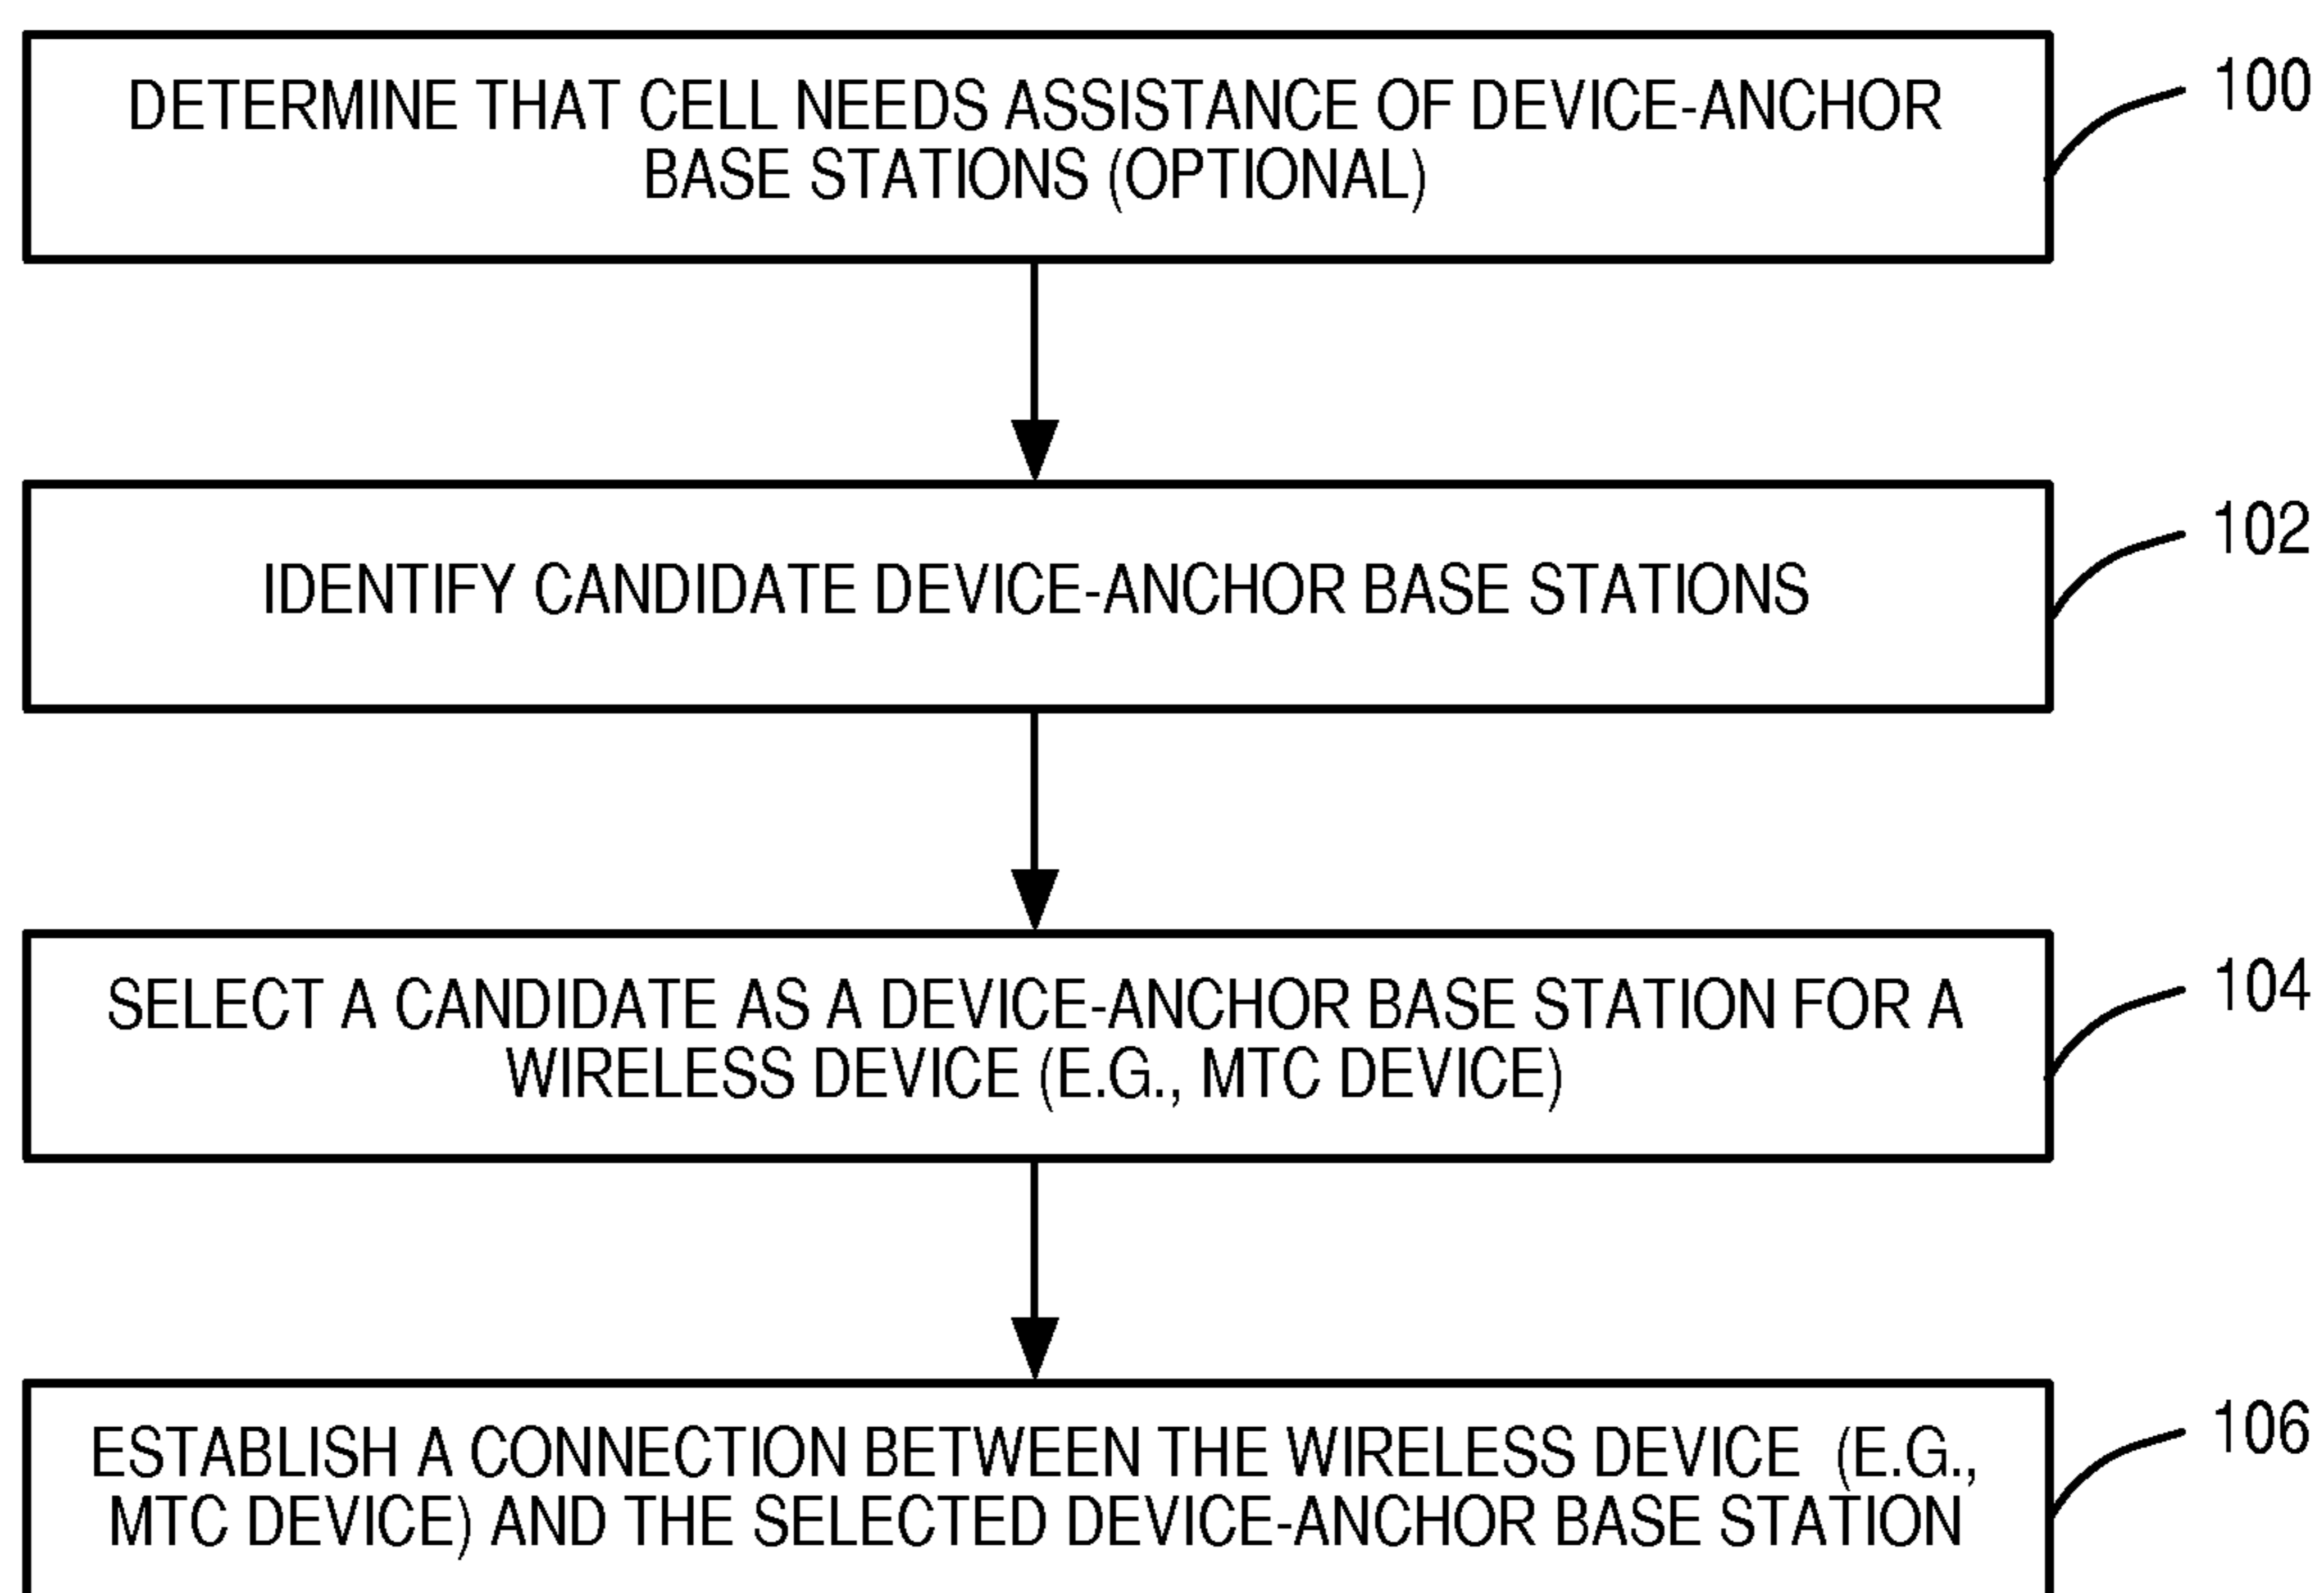 DETERMINE THAT CELL NEEDS ASSISTANCE OF DEVICE-ANCHOR
BASE STATIONS (OPTIONAL)
100
IDENTIFY CANDIDATE DEVICE-ANCHOR BASE STATIONS
102
SELECT A CANDIDATE AS A DEVICE-ANCHOR BASE STATION FOR A
WIRELESS DEVICE (E.G., MTC DEVICE)
104
ESTABLISH A CONNECTION BETWEEN THE WIRELESS DEVICE (E.G.,
MTC DEVICE) AND THE SELECTED DEVICE-ANCHOR BASE STATION
106